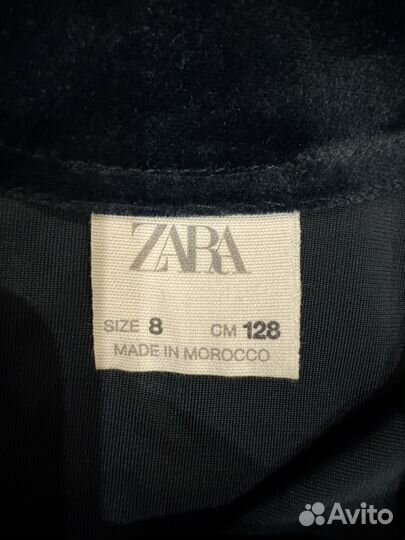 ZARA
SIZE 8 CM 128
MADE IN MOROCCO
Avito